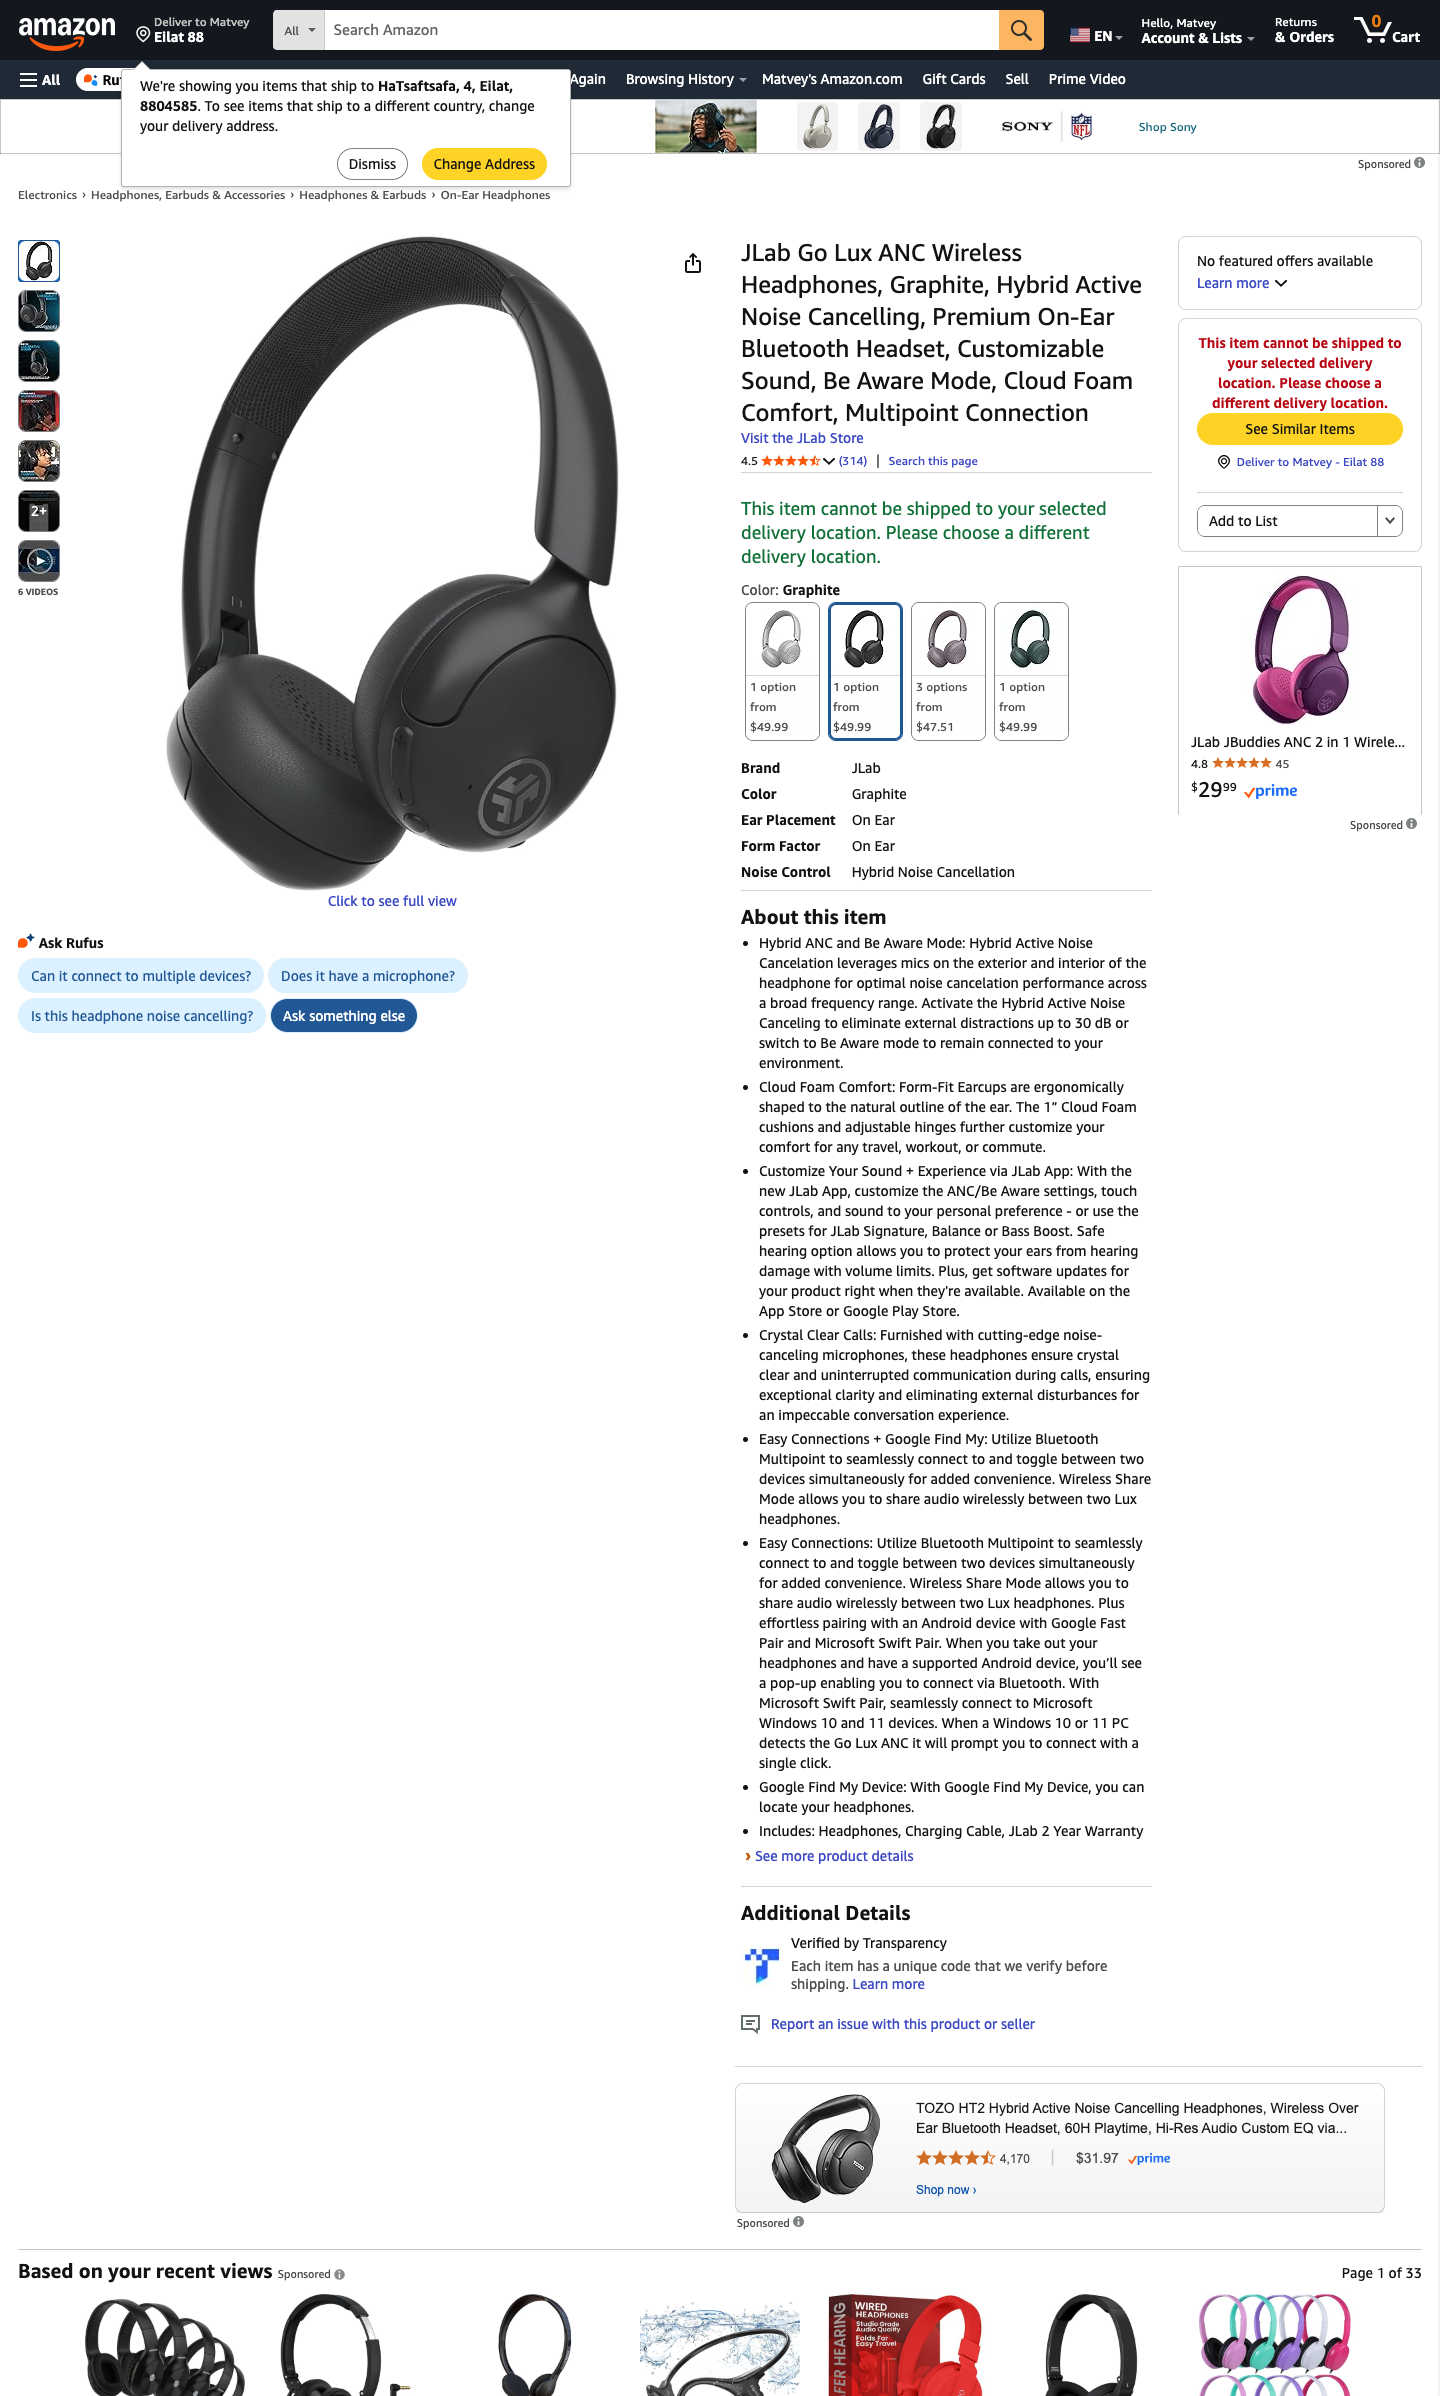 amazon
Deliver to Matvey
Eilat 88
All
Search Amazon
EN
Hello, Matvey
Account & Lists
Returns
& Orders
0
Cart
All
Ru
Again
Browsing History
Matvey's Amazon.com
Gift Cards
Sell
Prime Video
We're showing you items that ship to HaTsaftsafa, 4, Eilat,
8804585. To see items that ship to a different country, change
your delivery address.
Dismiss
Change Address
SONY
NFL
Shop Sony
Sponsored
Electronics › Headphones, Earbuds & Accessories › Headphones & Earbuds › On-Ear Headphones
2+
6 VIDEOS
Click to see full view
Ask Rufus
Can it connect to multiple devices?
Does it have a microphone?
Is this headphone noise cancelling?
Ask something else
JLab Go Lux ANC Wireless
Headphones, Graphite, Hybrid Active
Noise Cancelling, Premium On-Ear
Bluetooth Headset, Customizable
Sound, Be Aware Mode, Cloud Foam
Comfort, Multipoint Connection
Visit the JLab Store
4.5
(314) | Search this page
This item cannot be shipped to your selected
delivery location. Please choose a different
delivery location.
Color: Graphite
1 option
from
$49.99
1 option
from
$49.99
3 options
from
$47.51
1 option
from
$49.99
Brand JLab
Color Graphite
Ear Placement On Ear
Form Factor On Ear
Noise Control Hybrid Noise Cancellation
About this item
• Hybrid ANC and Be Aware Mode: Hybrid Active Noise
Cancelation leverages mics on the exterior and interior of the
headphone for optimal noise cancelation performance across
a broad frequency range. Activate the Hybrid Active Noise
Canceling to eliminate external distractions up to 30 dB or
switch to Be Aware mode to remain connected to your
environment.
• Cloud Foam Comfort: Form-Fit Earcups are ergonomically
shaped to the natural outline of the ear. The 1” Cloud Foam
cushions and adjustable hinges further customize your
comfort for any travel, workout, or commute.
• Customize Your Sound + Experience via JLab App: With the
new JLab App, customize the ANC/Be Aware settings, touch
controls, and sound to your personal preference - or use the
presets for JLab Signature, Balance or Bass Boost. Safe
hearing option allows you to protect your ears from hearing
damage with volume limits. Plus, get software updates for
your product right when they're available. Available on the
App Store or Google Play Store.
• Crystal Clear Calls: Furnished with cutting-edge noise-
canceling microphones, these headphones ensure crystal
clear and uninterrupted communication during calls, ensuring
exceptional clarity and eliminating external disturbances for
an impeccable conversation experience.
• Easy Connections + Google Find My: Utilize Bluetooth
Multipoint to seamlessly connect to and toggle between two
devices simultaneously for added convenience. Wireless Share
Mode allows you to share audio wirelessly between two Lux
headphones.
• Easy Connections: Utilize Bluetooth Multipoint to seamlessly
connect to and toggle between two devices simultaneously
for added convenience. Wireless Share Mode allows you to
share audio wirelessly between two Lux headphones. Plus
effortless pairing with an Android device with Google Fast
Pair and Microsoft Swift Pair. When you take out your
headphones and have a supported Android device, you’ll see
a pop-up enabling you to connect via Bluetooth. With
Microsoft Swift Pair, seamlessly connect to Microsoft
Windows 10 and 11 devices. When a Windows 10 or 11 PC
detects the Go Lux ANC it will prompt you to connect with a
single click.
• Google Find My Device: With Google Find My Device, you can
locate your headphones.
• Includes: Headphones, Charging Cable, JLab 2 Year Warranty
› See more product details
Additional Details
Verified by Transparency
Each item has a unique code that we verify before
shipping. Learn more
Report an issue with this product or seller
No featured offers available
Learn more
This item cannot be shipped to
your selected delivery
location. Please choose a
different delivery location.
See Similar Items
Deliver to Matvey - Eilat 88
Add to List
JLab JBuddies ANC 2 in 1 Wirele...
4.8
45
$29 99 prime
Sponsored
TOZO
TOZO HT2 Hybrid Active Noise Cancelling Headphones, Wireless Over
Ear Bluetooth Headset, 60H Playtime, Hi-Res Audio Custom EQ via...
4,170 | $31.97 prime
Shop now ›
Sponsored
Based on your recent views Sponsored
Page 1 of 33
WIRED
HEADPHONES
Studio Grade
Audio Quality
Folds For
Easy Travel
FER HEARING